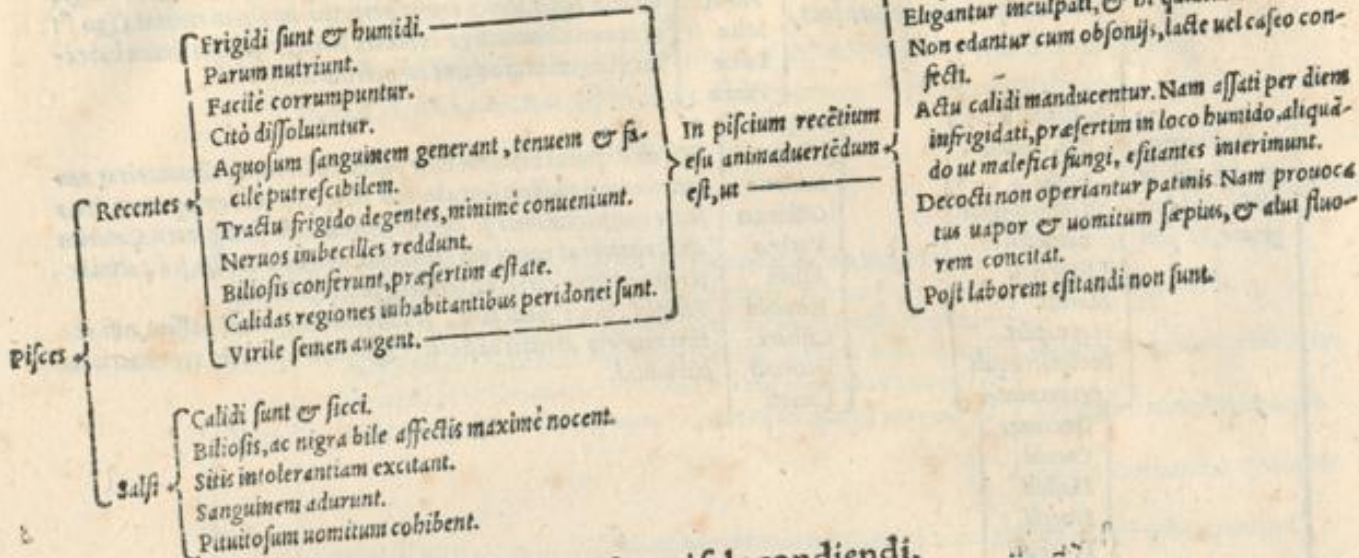 Pisces
Recentes
Frigidi sunt & humidi.
Parum nutriunt.
Facilè corrumpuntur.
Citò dissoluuntur.
Aquosum sanguinem generant, tenuem & fa-
cilè putrescibilem.
Tractu frigido degentes, minimè conueniunt.
Neruos imbecilles reddunt.
Biliosis conferunt, præsertim æstate.
Calidas regiones inhabitantibus peridonei sunt.
Virile semen augent.
In piscium recẽtium
esu animaduertẽdum
est, ut
Eligantur inculpati, &
Non edantur cum obsonijs, lacte uel caseo con-
fecti.
Actu calidi manducentur. Nam assati per diem
infrigidati, præsertim in loco humido, aliquã-
do ut malefici fungi, esitantes interimunt.
Decocti non operiantur patinis. Nam prouoca
tus uapor & uomitum sæpius, & alui fluo-
rem concitat.
Post laborem esitandi non sunt.
Salsi
Calidi sunt & sicci.
Biliosis, ac nigra bile affectis maximè nocent.
Sitis intolerantiam excitant.
Sanguinem adurunt.
Pituitosum uomitum cohibent.
condiendi,